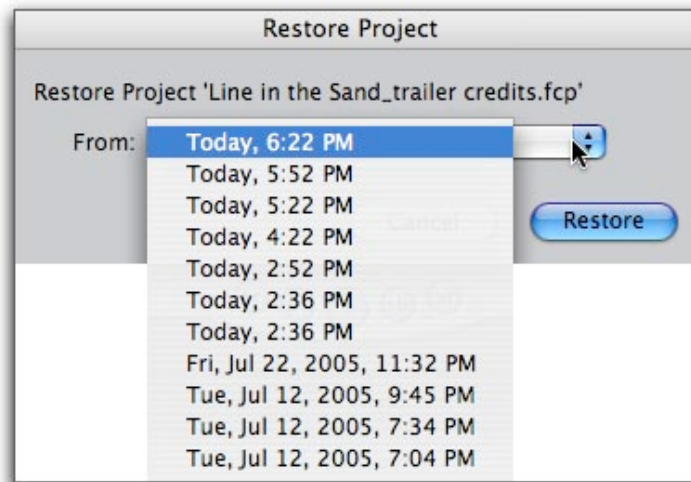 Restore Project
Restore Project 'Line in the Sand_trailer credits.fcp'
From:
Today, 6:22 PM
Today, 5:52 PM
Today, 5:22 PM
Today, 4:22 PM
Today, 2:52 PM
Today, 2:36 PM
Today, 2:36 PM
Fri, Jul 22, 2005, 11:32 PM
Tue, Jul 12, 2005, 9:45 PM
Tue, Jul 12, 2005, 7:34 PM
Tue, Jul 12, 2005, 7:04 PM
Cancel
Restore